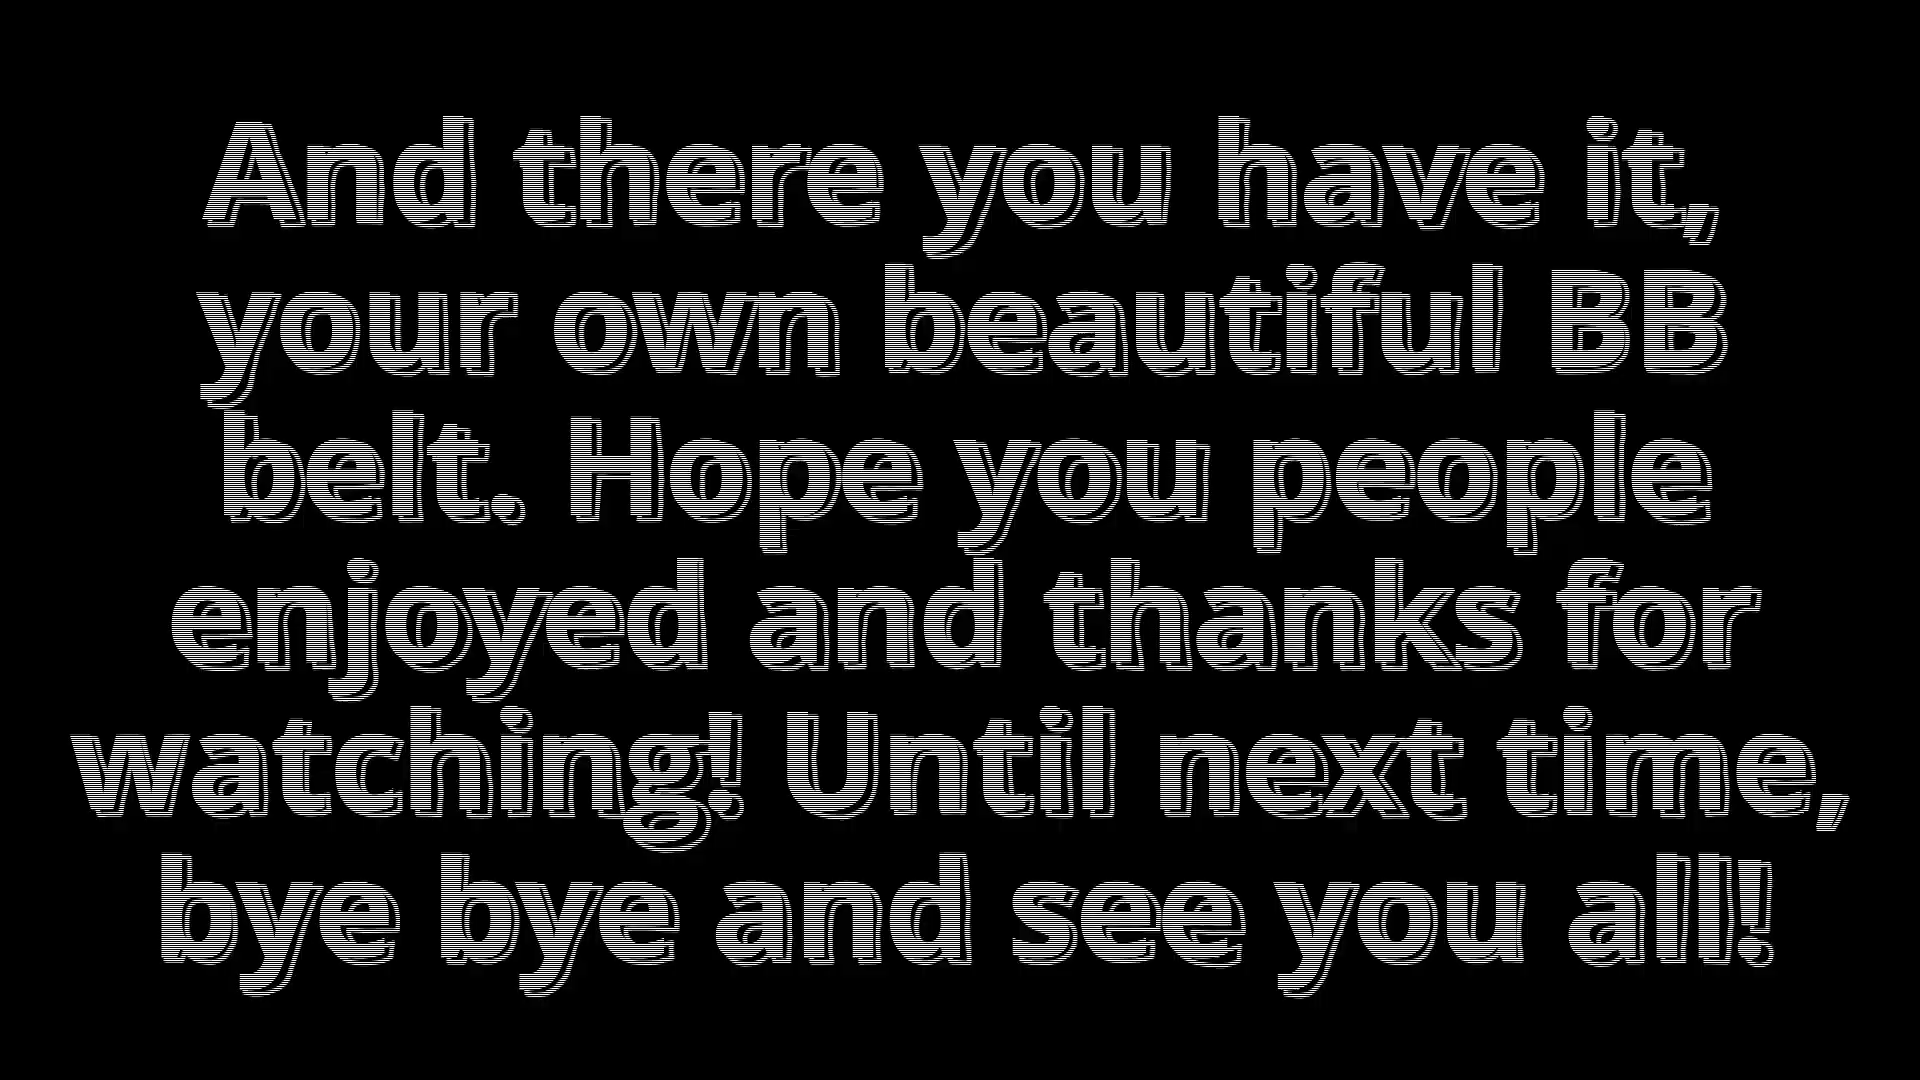 And there you have it,
your own beautiful BB
belt. Hope you people
enjoyed and thanks for
watching! Until next time,
bye bye and see you all!